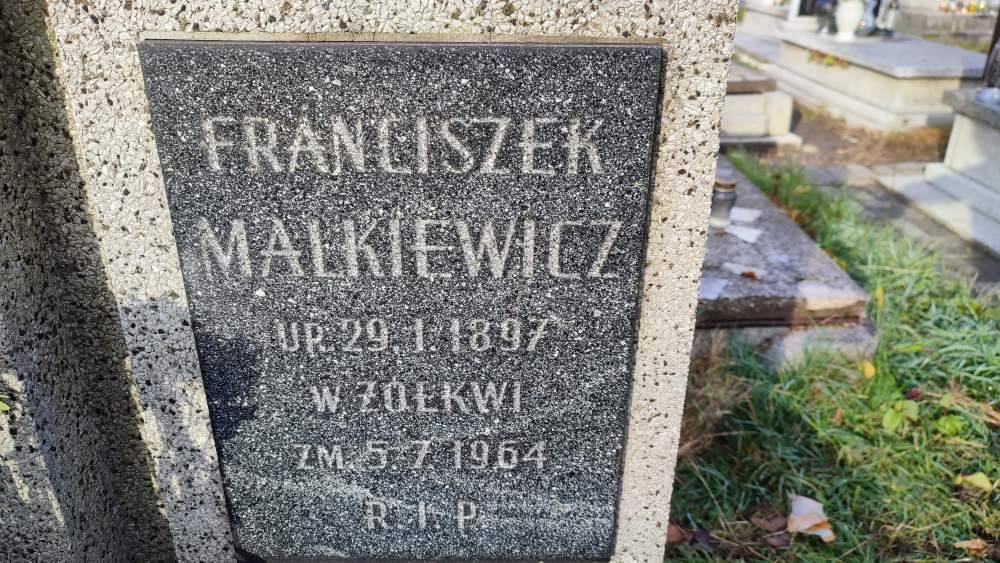 FRANCISZEK
MALKIEWICZ
UR. 29. 1. 1897
W ŻÓŁKWI
ZM. 5. 7. 1964
R. I. P.